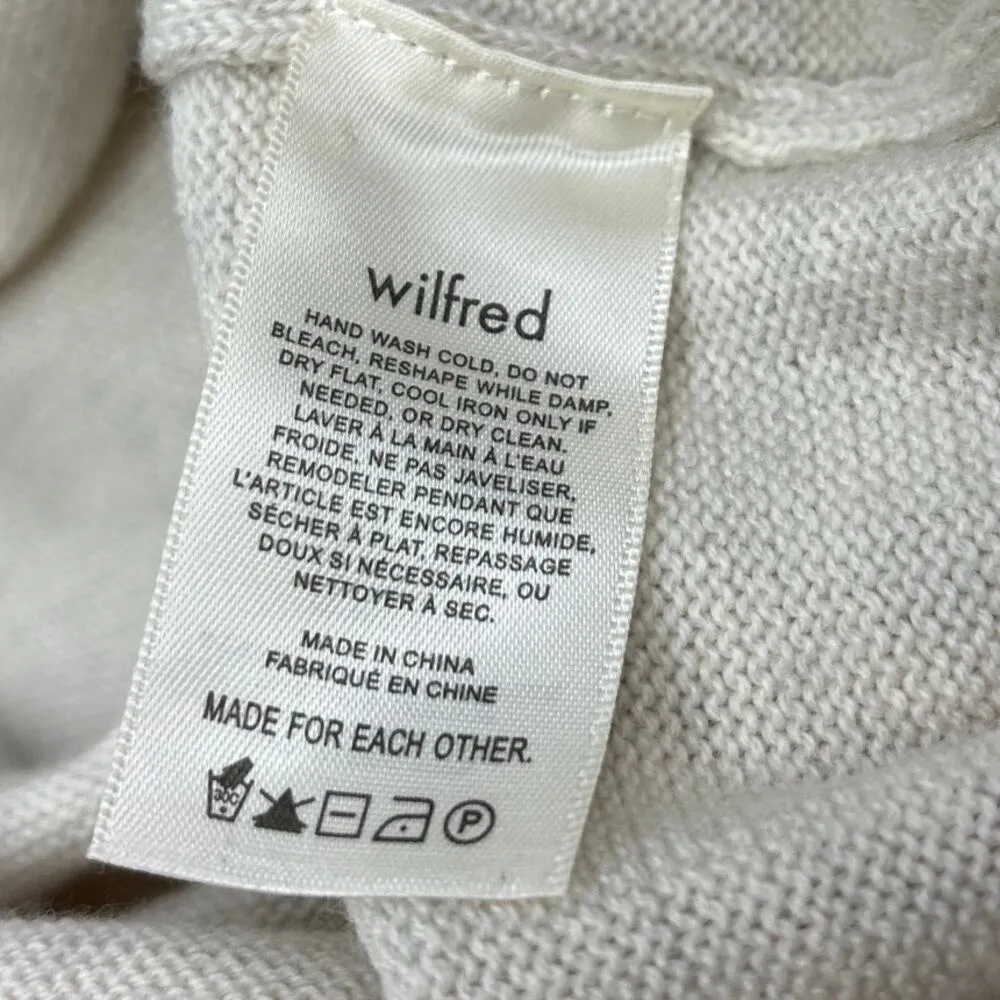 wilfred
HAND WASH COLD, DO NOT
BLEACH, RESHAPE WHILE DAMP,
DRY FLAT, COOL IRON ONLY IF
NEEDED, OR DRY CLEAN.
LAVER À LA MAIN À L'EAU
FROIDE, NE PAS JAVELISER,
REMODELER PENDANT QUE
L'ARTICLE EST ENCORE HUMIDE,
SÉCHER À PLAT, REPASSAGE
DOUX SI NÉCESSAIRE, OU
NETTOYER À SEC.
MADE IN CHINA
FABRIQUÉ EN CHINE
MADE FOR EACH OTHER.
30C P